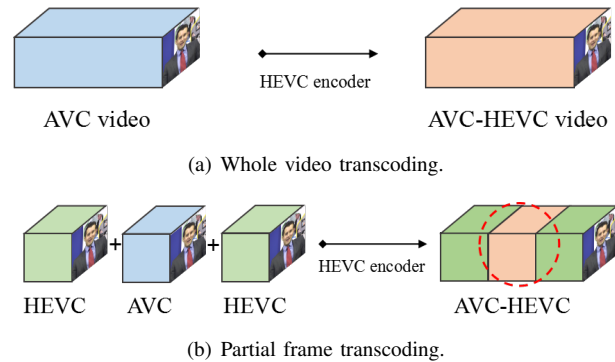 HEVC encoder
AVC video
AVC-HEVC video
(a) Whole video transcoding.
+ +
HEVC encoder
HEVC AVC HEVC
AVC-HEVC
(b) Partial frame transcoding.